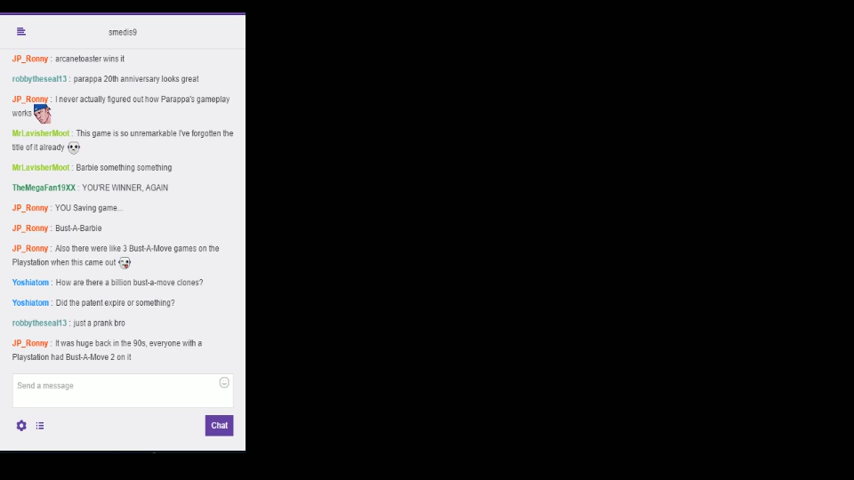 smedis9
JP_Ronny : arcanetoaster wins it
robbytheseal13 : parappa 20th anniversary looks great
JP_Ronny : I never actually figured out how Parappa's gameplay
works
MrLavisherMoot : This game is so unremarkable I've forgotten the
title of it already
MrLavisherMoot : Barbie something something
TheMegaFan19XX : YOU'RE WINNER, AGAIN
JP_Ronny : YOU Saving game...
JP_Ronny : Bust-A-Barbie
JP_Ronny : Also there were like 3 Bust-A-Move games on the
Playstation when this came out
Yoshiatom : How are there a billion bust-a-move clones?
Yoshiatom : Did the patent expire or something?
robbytheseal13 : just a prank bro
JP_Ronny : It was huge back in the 90s, everyone with a
Playstation had Bust-A-Move 2 on it
Send a message
Chat